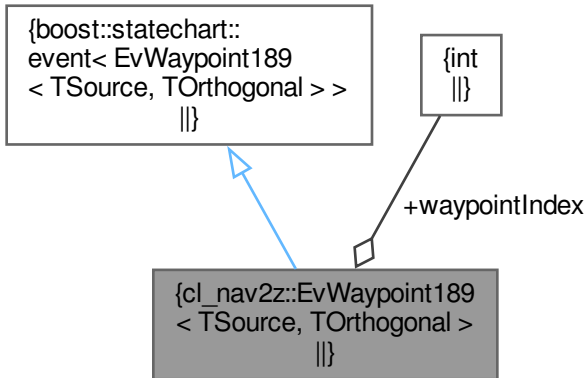 {boost::statechart::
event< EvWaypoint189
< TSource, TOrthogonal > >
||}
{int
||}
+waypointIndex
{cl_nav2z::EvWaypoint189
< TSource, TOrthogonal >
||}